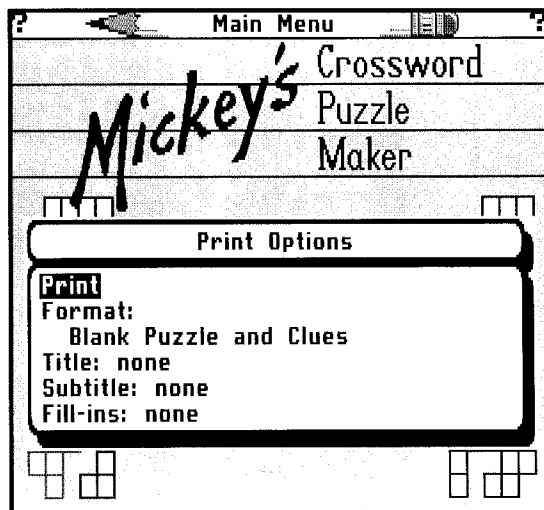 ? Main Menu ?
Mickey's
Crossword
Puzzle
Maker
Print Options
Print
Format:
Blank Puzzle and Clues
Title: none
Subtitle: none
Fill-ins: none